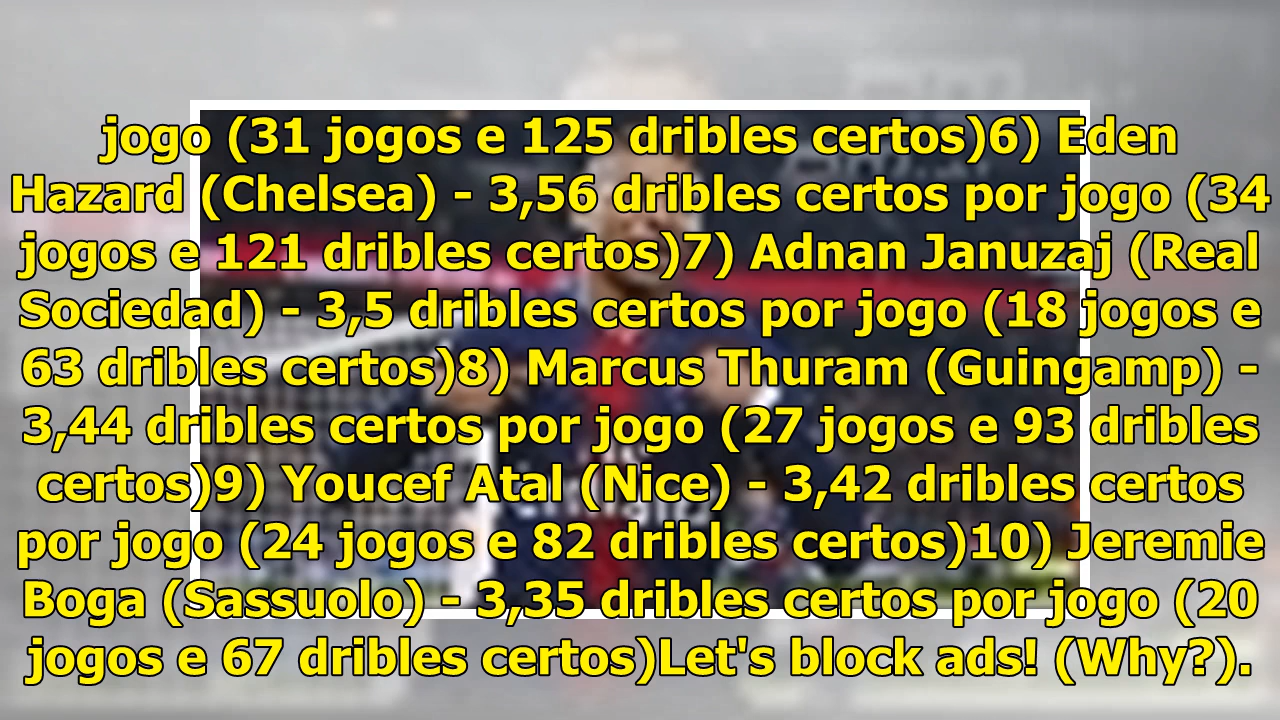 jogo (31 jogos e 125 dribles certos)6) Eden
Hazard (Chelsea) - 3,56 dribles certos por jogo (34
jogos e 121 dribles certos)7) Adnan Januzaj (Real
Sociedad) - 3,5 dribles certos por jogo (18 jogos e
63 dribles certos)8) Marcus Thuram (Guingamp) -
3,44 dribles certos por jogo (27 jogos e 93 dribles
certos)9) Youcef Atal (Nice) - 3,42 dribles certos
por jogo (24 jogos e 82 dribles certos)10) Jeremie
Boga (Sassuolo) - 3,35 dribles certos por jogo (20
jogos e 67 dribles certos)Let's block ads! (Why?).